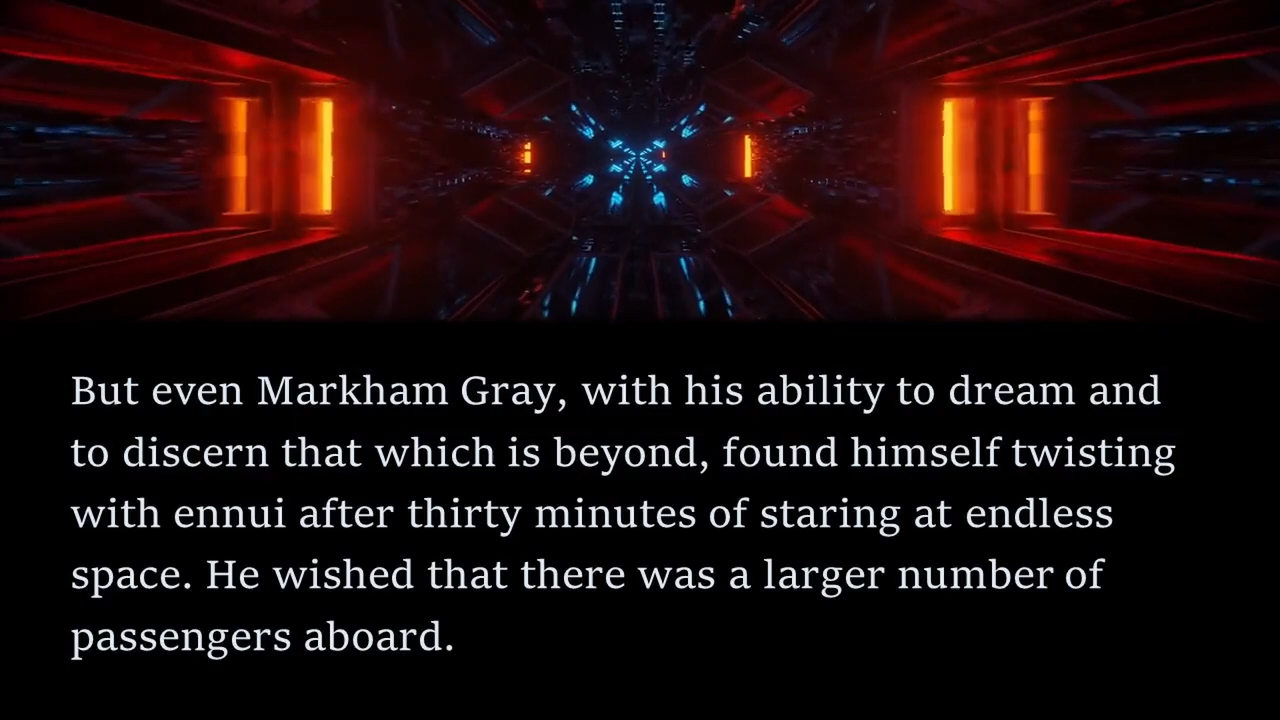 But even Markham Gray, with his ability to dream and
to discern that which is beyond, found himself twisting
with ennui after thirty minutes of staring at endless
space. He wished that there was a larger number of
passengers aboard.